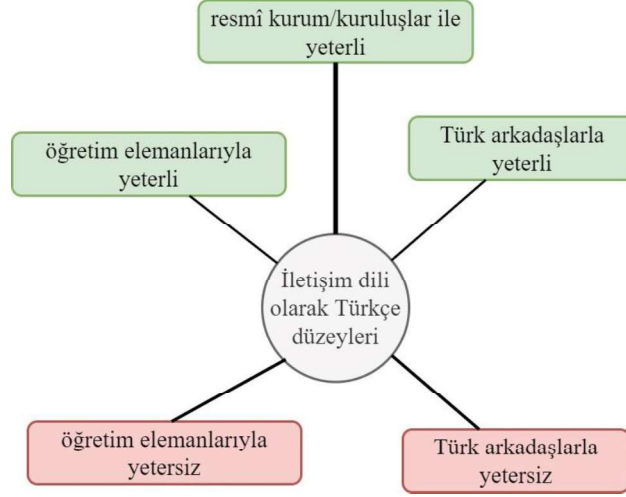 resmî kurum/kuruluşlar ile
yeterli
öğretim elemanlarıyla
yeterli
Türk arkadaşlarla
yeterli
İletişim dili
olarak Türkçe
düzeyleri
öğretim elemanlarıyla
yetersiz
Türk arkadaşlarla
yetersiz